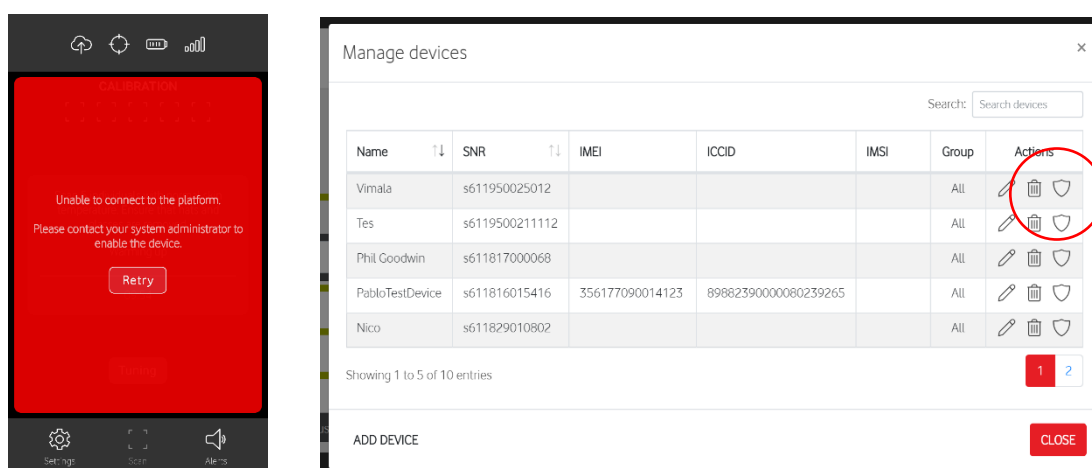 CALIBRATION
Unable to connect to the platform.
Please contact your system administrator to
enable the device.
Retry
Tuning
Settings Scan Alerts
Manage devices ×
Search: Search devices
Name SNR IMEI ICCID IMSI Group Actions
Vimala s611950025012 All
Tes s6119500211112 All
Phil Goodwin s611817000068 All
PabloTestDevice s611816015416 356177090014123 89882390000080239265 All
Nico s611829010802 All
Showing 1 to 5 of 10 entries
1 2
ADD DEVICE CLOSE